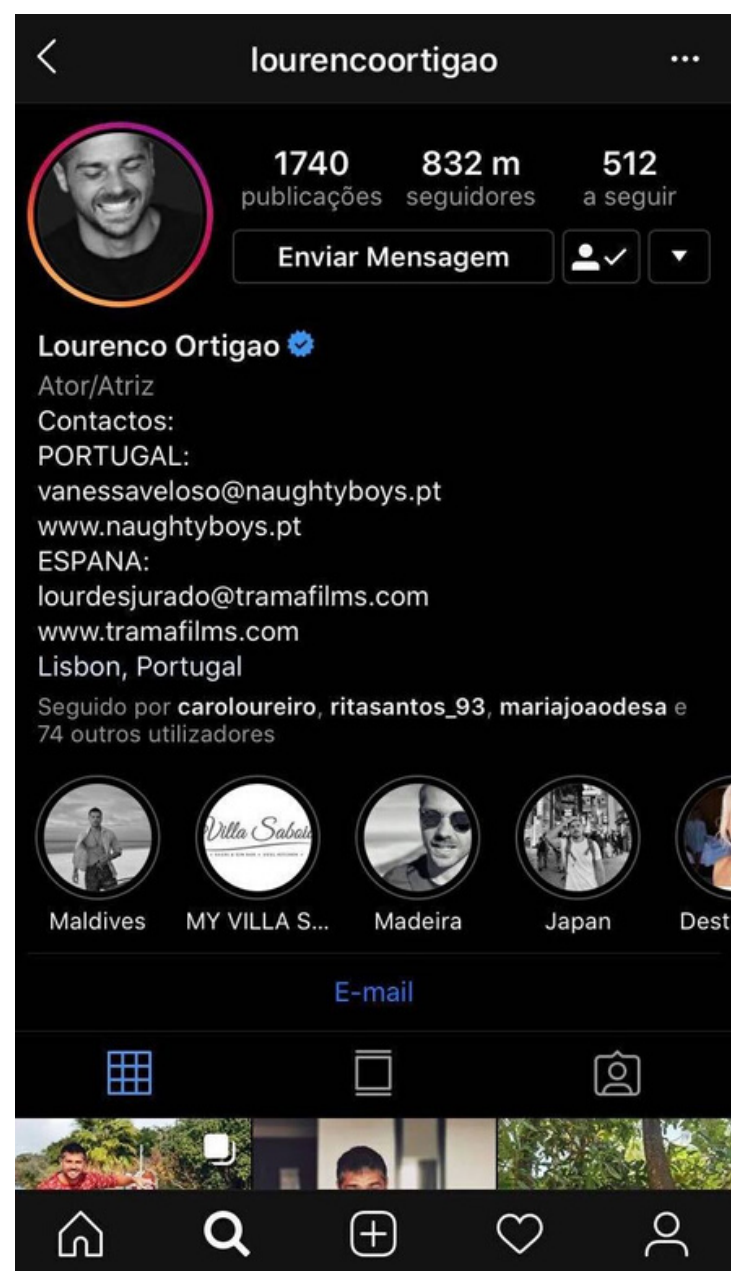 lourencoortigao
1740 832 m 512
publicações seguidores a seguir
Enviar Mensagem
Lourenco Ortigao
Ator/Atriz
Contactos:
PORTUGAL:
vanessaveloso@naughtyboys.pt
www.naughtyboys.pt
ESPANA:
lourdesjurado@tramafilms.com
www.tramafilms.com
Lisbon, Portugal
Seguido por caroloureiro, ritasantos_93, mariajoaodesa e
74 outros utilizadores
Villa Saboia
Maldives MY VILLA S... Madeira Japan Dest
E-mail